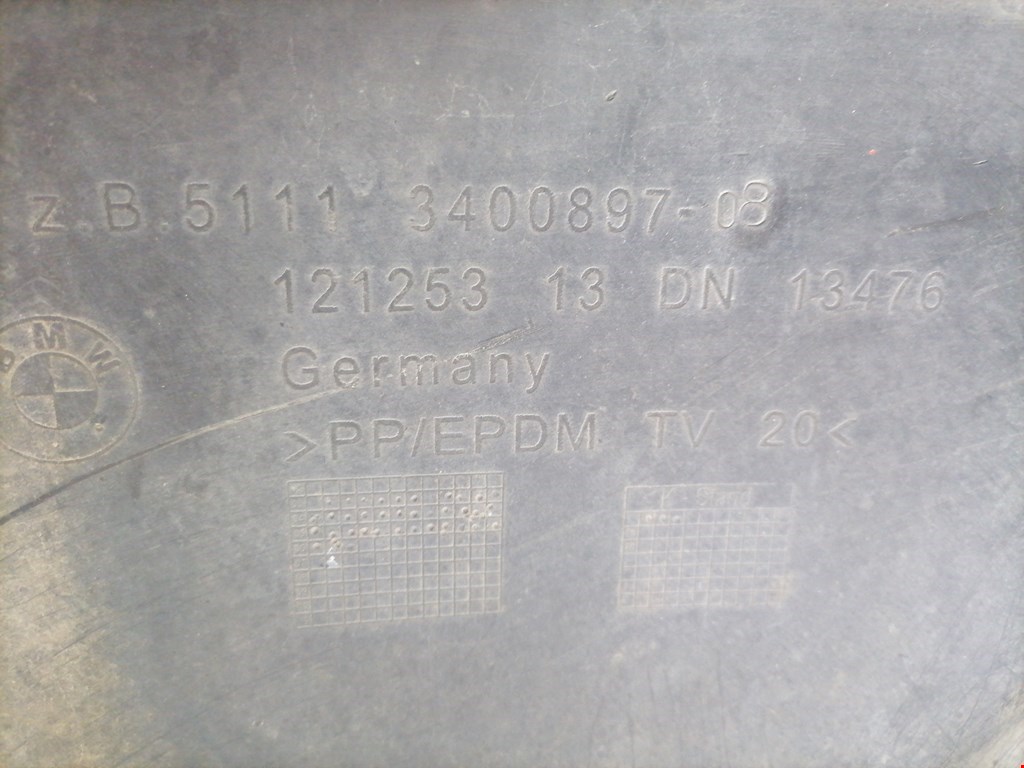 z.B.5111 3400897-08
121253 13 DN 13476
BMW
Germany
>PP/EPDM TV 20<